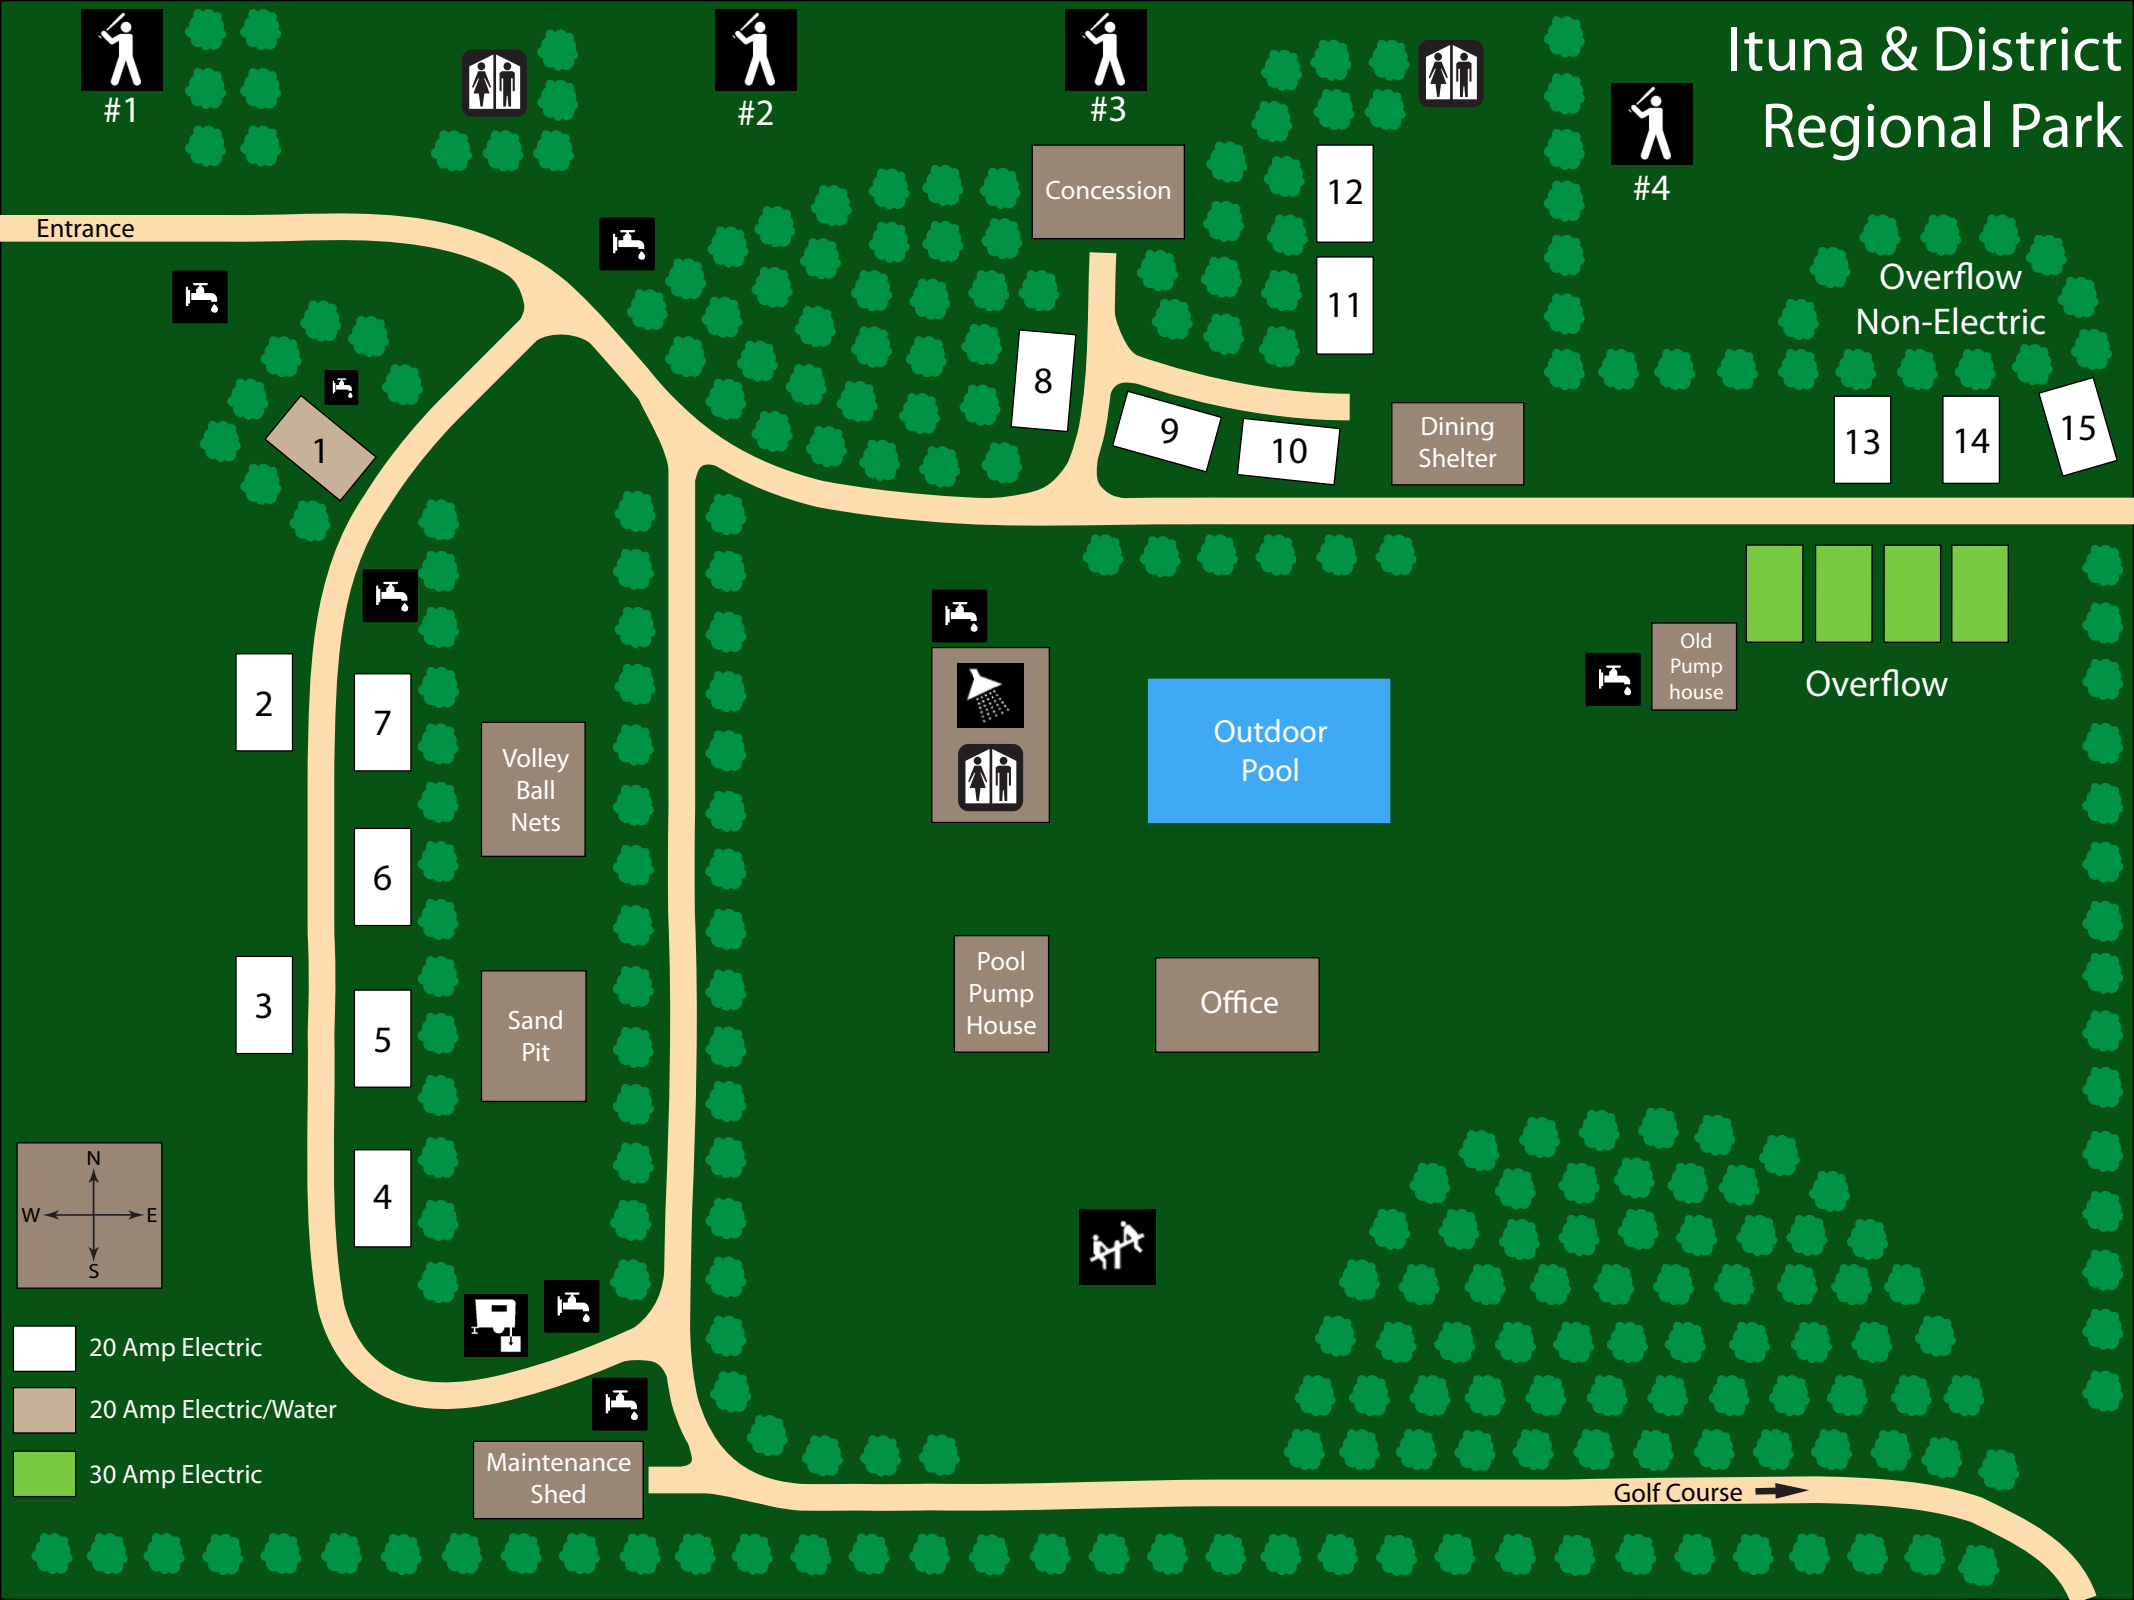 Ituna & District
Regional Park
#1
#2
#3
#4
Concession
12
Entrance
Overflow
Non-Electric
11
8
9
10
Dining
Shelter
13
14
15
1
Old
Pump
house
Overflow
2
7
Volley
Ball
Nets
Outdoor
Pool
6
3
5
Sand
Pit
Pool
Pump
House
Office
4
N
W
E
S
20 Amp Electric
20 Amp Electric/Water
30 Amp Electric
Maintenance
Shed
Golf Course